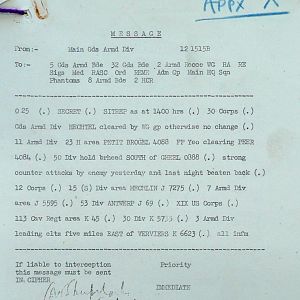 APPX
MESSAGE
From:- Main Gds Armd Div 121515B
To:- 5 Gds Armd Bde 32 Gds Bde 2 Armd Recce WG RA RE
Sigs Med RASC Ord REME Adm Op Main HQ Sqn
Phantoms 8 Armd Bde 2 HCR
O 25 (.) SECRET (.) SITREP as at 1400 hrs (.) 30 Corps (.)
Gds Armd Div HECHTEL cleared by WG gp otherwise no change (.)
11 Armd Div 23 H area PETIT BROGEL 4088 FF Yeo clearing PEER
4084 (.) 50 Div hold brhead SOUTH of GHEEL 0888 (.) strong
counter attacks by enemy yesterday and last night beaten back (.)
12 Corps (.) 15 (S) Div area MECHLIN J 7275 (.) 7 Armd Div
area J 5595 (.) 53 Div ANTWERP J 69 (.) XIX US Corps (.)
113 Cav Regt area K 45 (.) 30 Div K (.) 3 Armd Div
leading elts five miles EAST of VERVIERS K 6623 (.) all infm
If liable to interception Priority
this message must be sent
IN CIPHER
IMMEDIATE